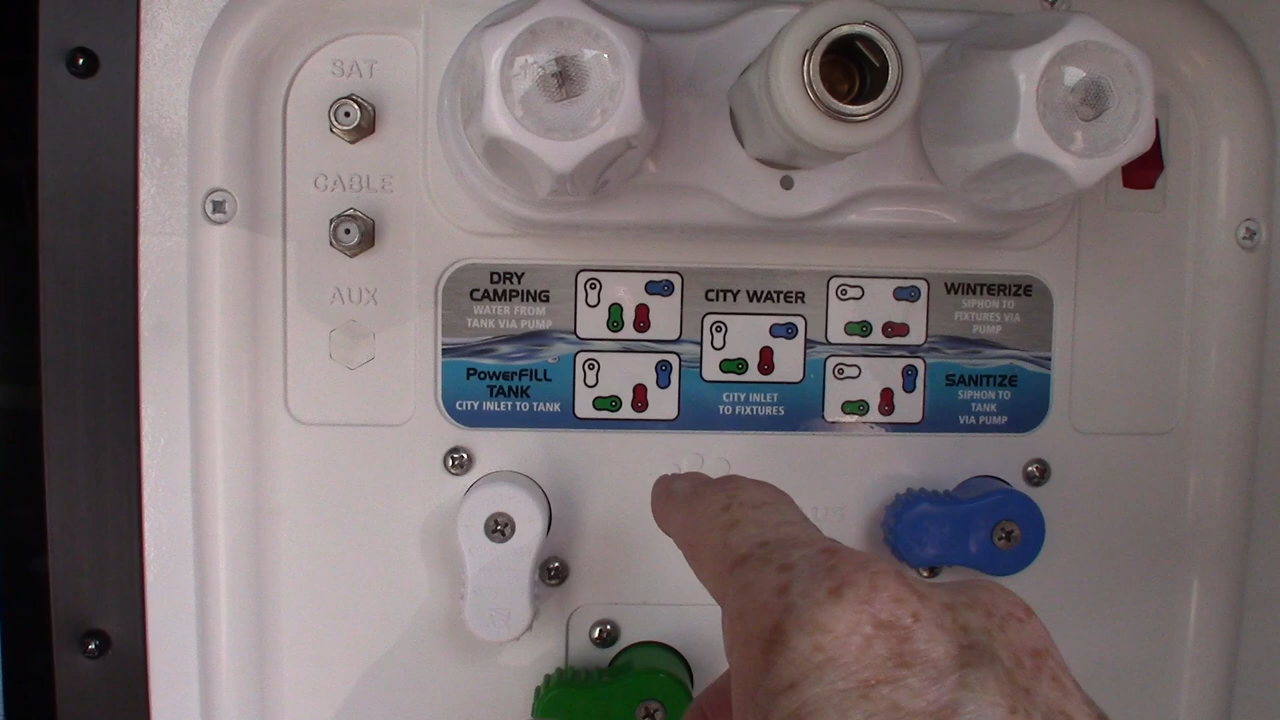 SAT
CABLE
AUX
DRY
CAMPING
WATER FROM
TANK VIA PUMP
PowerFILL
TANK
CITY INLET TO TANK
CITY WATER
CITY INLET
TO FIXTURES
WINTERIZE
SIPHON TO
FIXTURES VIA
PUMP
SANITIZE
SIPHON TO
TANK
VIA PUMP